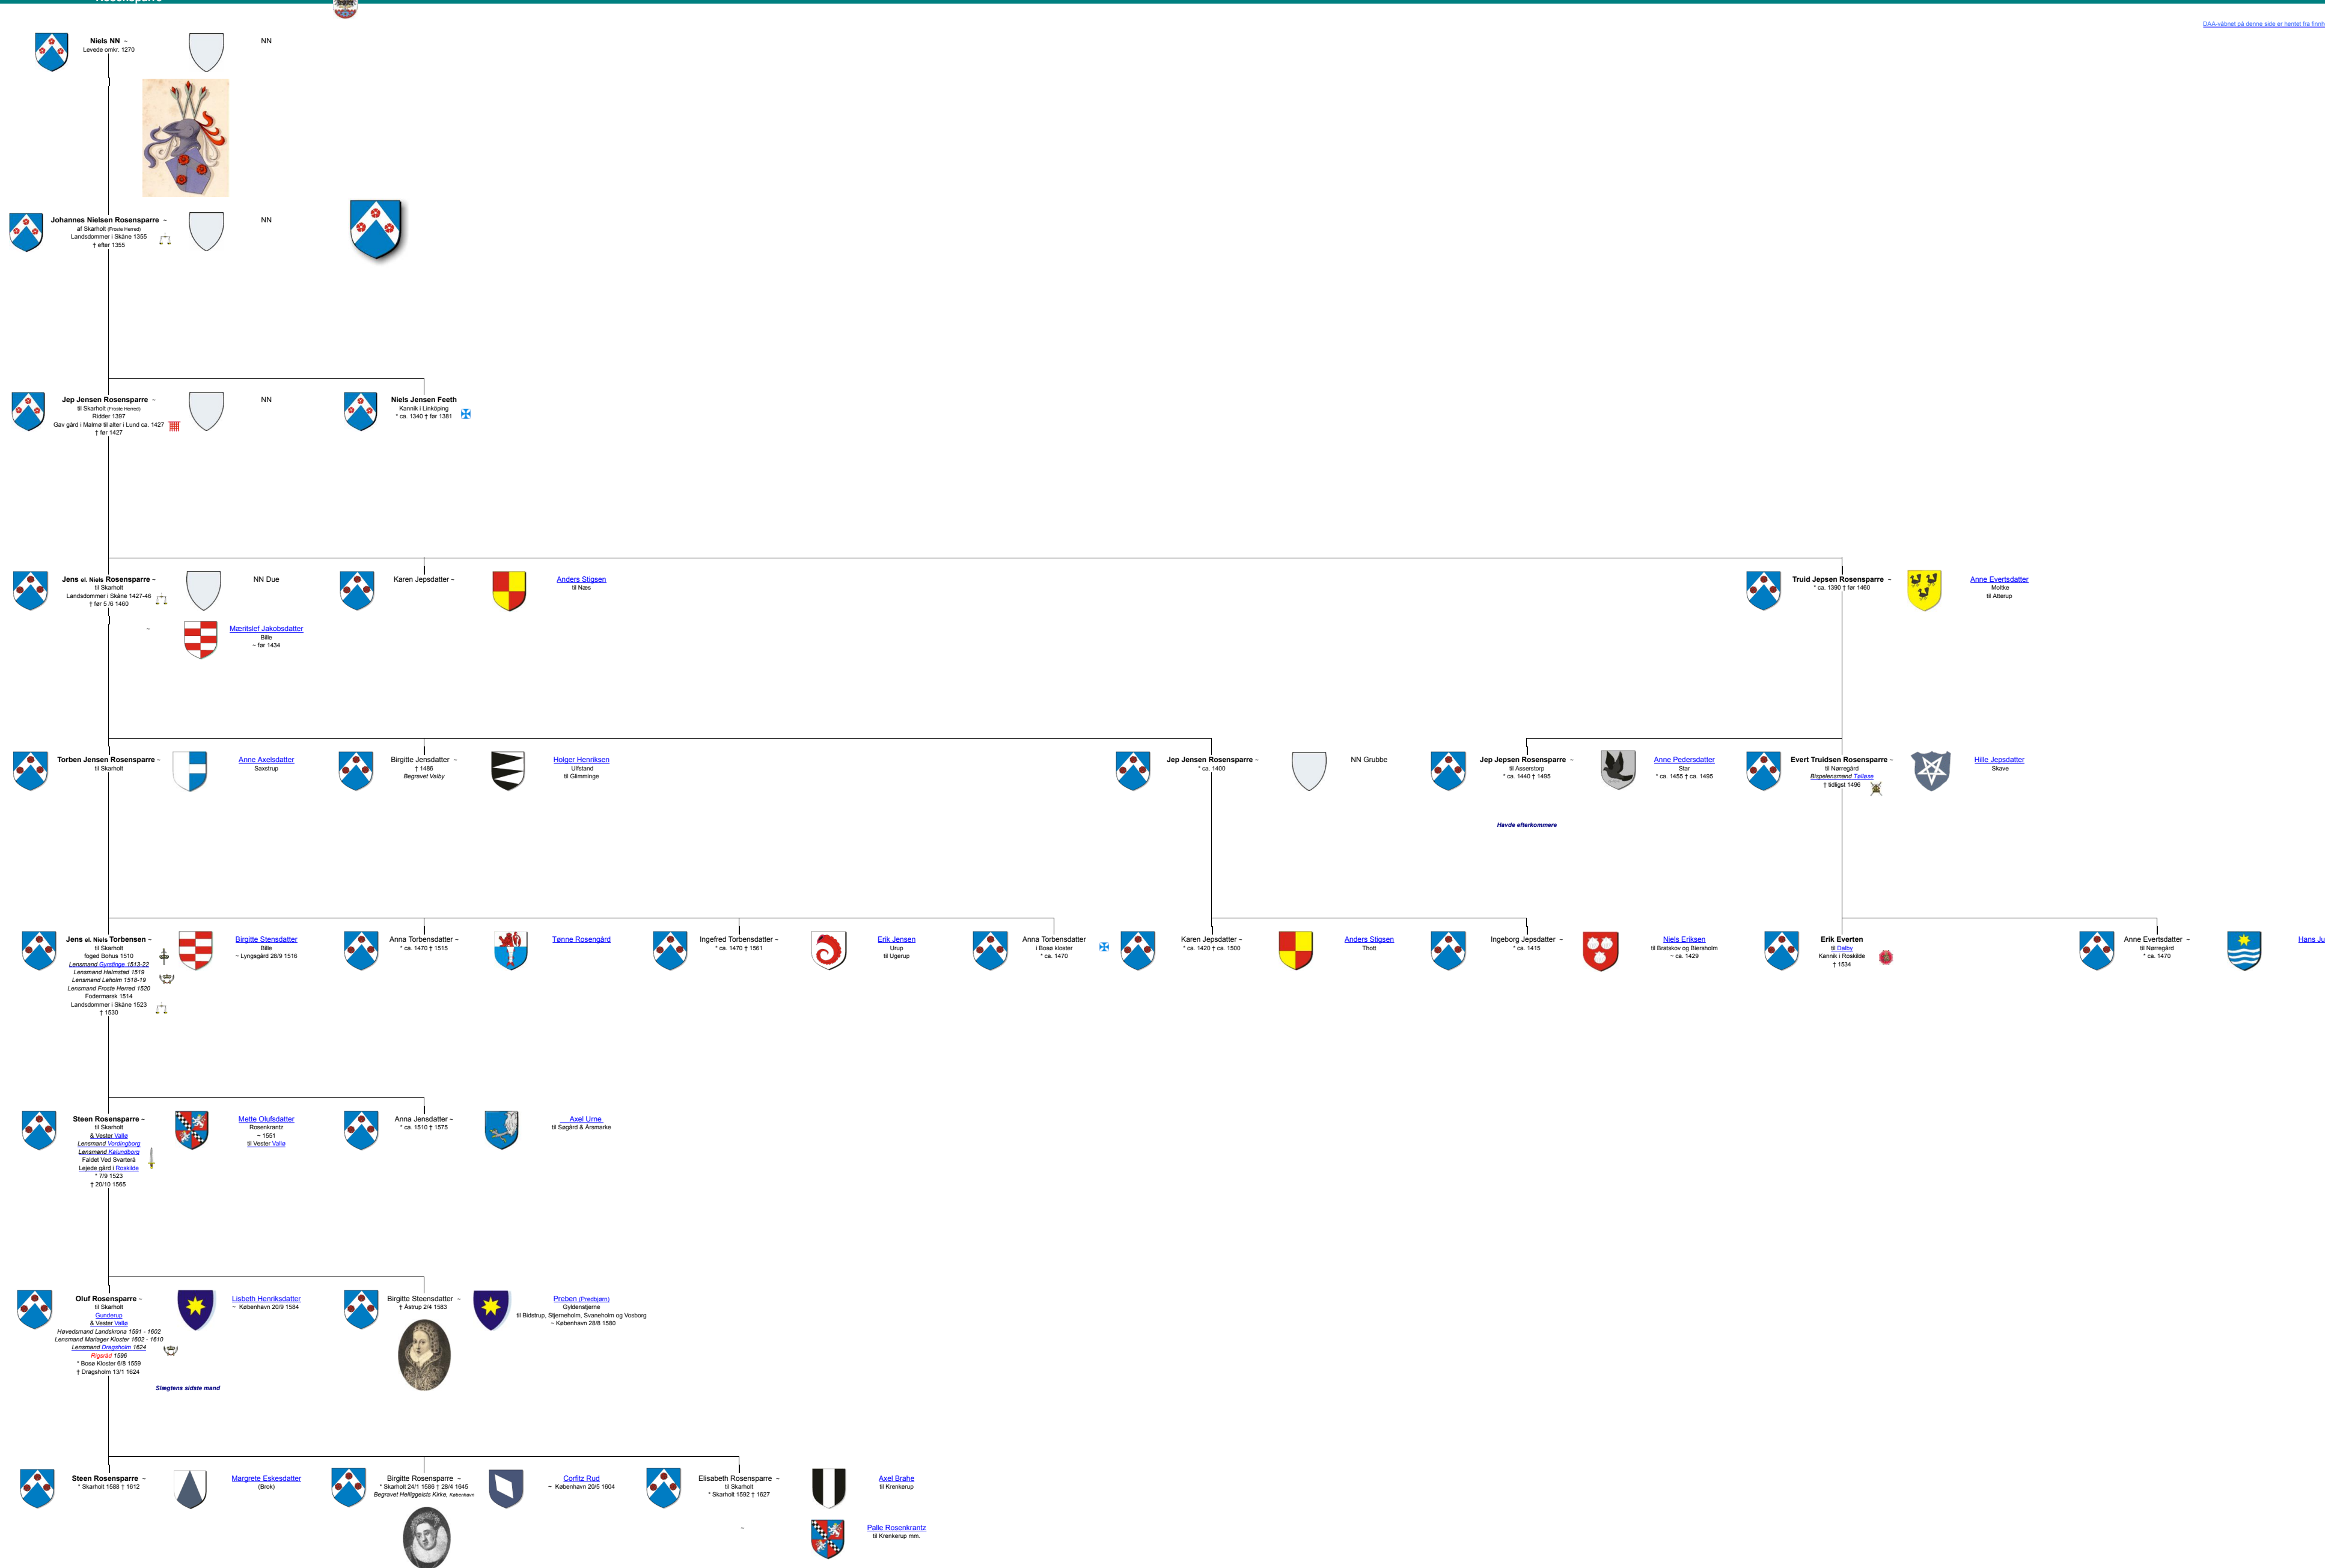 DAA-våbnet på denne side er hentet fra
Niels NN ~
Levede omkr. 1270
NN
Johannes Nielsen Rosensparre ~
af Skarholt (Froste Herred)
Landsdommer i Skåne 1355
† efter 1355
NN
Jep Jensen Rosensparre ~
til Skarholt (Froste Herred)
Ridder 1397
Gav gård i Malmø til alter i Lund ca. 1427
† før 1427
NN
Niels Jensen Feeth
Kannik i Linköping
* ca. 1340 † før 1381
Jens el. Niels Rosensparre ~
til Skarholt
Landsdommer i Skåne 1427-46
† før 5 /6 1460
NN Due
Karen Jepsdatter ~
Anders Stigsen
til Næs
Truid Jepsen Rosensparre ~
* ca. 1390 † før 1460
Anne Evertsdatter
Moltke
til Atterup
~
Mæritslef Jakobsdatter
Bille
~ før 1434
Torben Jensen Rosensparre ~
til Skarholt
Anne Axelsdatter
Saxstrup
Birgitte Jensdatter ~
† 1486
Begravet Valby
Holger Henriksen
Ulfstand
til Glimminge
Jep Jensen Rosensparre ~
* ca. 1400
NN Grubbe
Jep Jepsen Rosensparre ~
til Asserstorp
* ca. 1440 † 1495
Havde efterkommere
Anne Pedersdatter
Star
* ca. 1455 † ca. 1495
Evert Truidsen Rosensparre ~
til Nørregård
Bispelensmand Tølløse
† tidligst 1496
Hille Jepsdatter
Skave
Jens el. Niels Torbensen ~
til Skarholt
foged Bohus 1510
Lensmand Gyrstinge 1513-22
Lensmand Halmstad 1519
Lensmand Laholm 1518-19
Lensmand Froste Herred 1520
Fodermarsk 1514
Landsdommer i Skåne 1523
† 1530
Birgitte Stensdatter
Bille
~ Lyngsgård 28/9 1516
Anna Torbensdatter ~
* ca. 1470 † 1515
Tønne Rosengård
Ingefred Torbensdatter ~
* ca. 1470 † 1561
Erik Jensen
Urup
til Ugerup
Anna Torbensdatter
i Bosø kloster
* ca. 1470
Karen Jepsdatter ~
* ca. 1420 † ca. 1500
Anders Stigsen
Thott
Ingeborg Jepsdatter ~
* ca. 1415
Niels Eriksen
til Bratskov og Biersholm
~ ca. 1429
Erik Everten
til Dalby
Kannik i Roskilde
† 1534
Anne Evertsdatter ~
til Nørregård
* ca. 1470
Hans
Steen Rosensparre ~
til Skarholt
& Vester Vallø
Lensmand Vordingborg
Lensmand Kalundborg
Faldet Ved Svarterå
Lejede gård i Roskilde
* 7/9 1523
† 20/10 1565
Mette Olufsdatter
Rosenkrantz
~ 1551
til Vester Vallø
Anna Jensdatter ~
* ca. 1510 † 1575
Axel Urne
til Søgård & Årsmarke
Oluf Rosensparre ~
til Skarholt
Gunderup
& Vester Vallø
Høvedsmand Landskrona 1591 - 1602
Lensmand Mariager Kloster 1602 - 1610
Lensmand Dragsholm 1624
Rigsråd 1596
* Bosø Kloster 6/8 1559
† Dragsholm 13/1 1624
Slægtens sidste mand
Lisbeth Henriksdatter
~ København 20/9 1584
Birgitte Steensdatter ~
† Åstrup 2/4 1583
Preben (Predbjørn)
Gyldenstjerne
til Bidstrup, Stjerneholm, Svaneholm og Vosborg
~ København 28/8 1580
Steen Rosensparre ~
* Skarholt 1588 † 1612
Margrete Eskesdatter
(Brok)
Birgitte Rosensparre ~
* Skarholt 24/1 1586 † 28/4 1645
Begravet Helliggeists Kirke, København
Corfitz Rud
~ København 20/5 1604
Elisabeth Rosensparre ~
til Skarholt
* Skarholt 1592 † 1627
Axel Brahe
til Krenkerup
~
Palle Rosenkrantz
til Krenkerup mm.